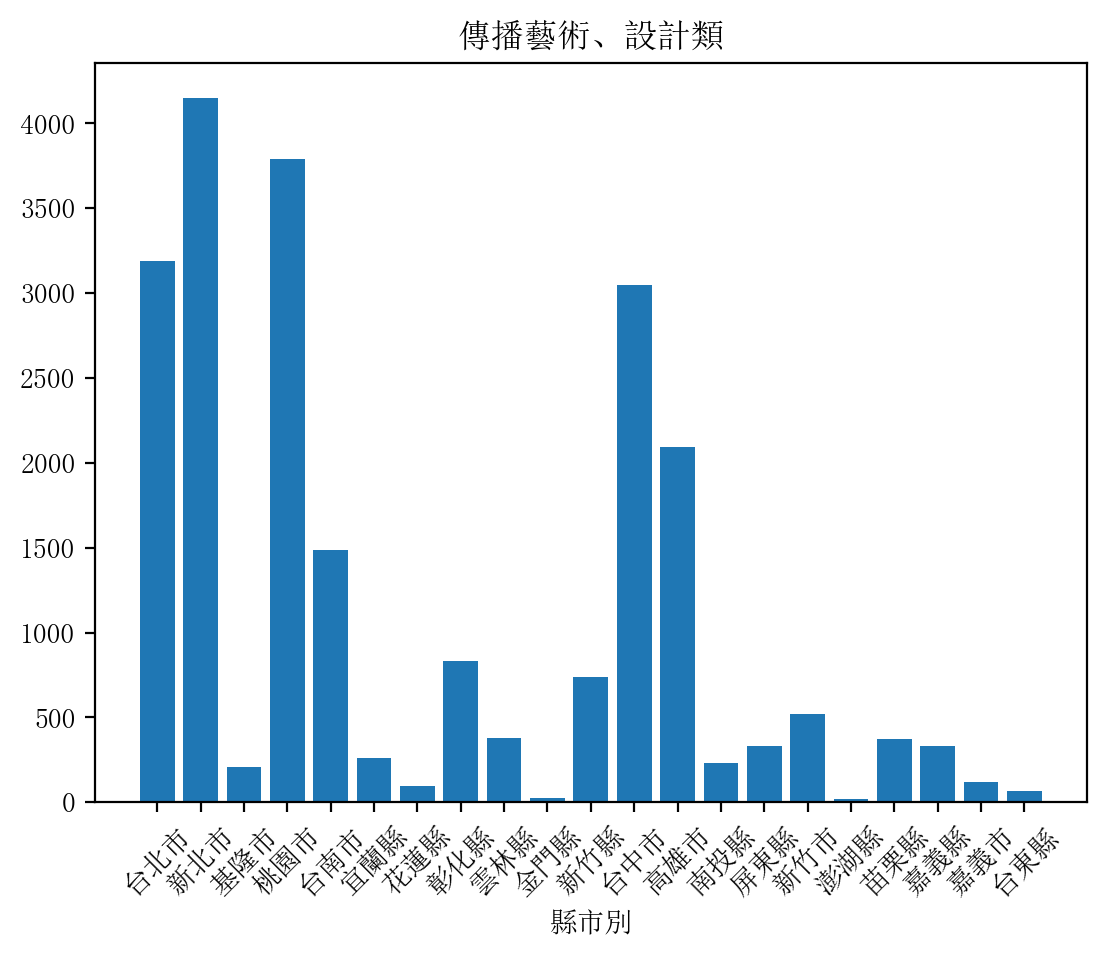 傳播藝術、設計類
4000
3500
3000
2500
2000
1500
1000
500
0
台北市
新北市
基隆市
桃園市
台南市
宜蘭縣
花蓮縣
彰化縣
雲林縣
金門縣
新竹縣
台中市
高雄市
南投縣
屏東縣
新竹市
澎湖縣
苗栗縣
嘉義縣
嘉義市
台東縣
縣市別